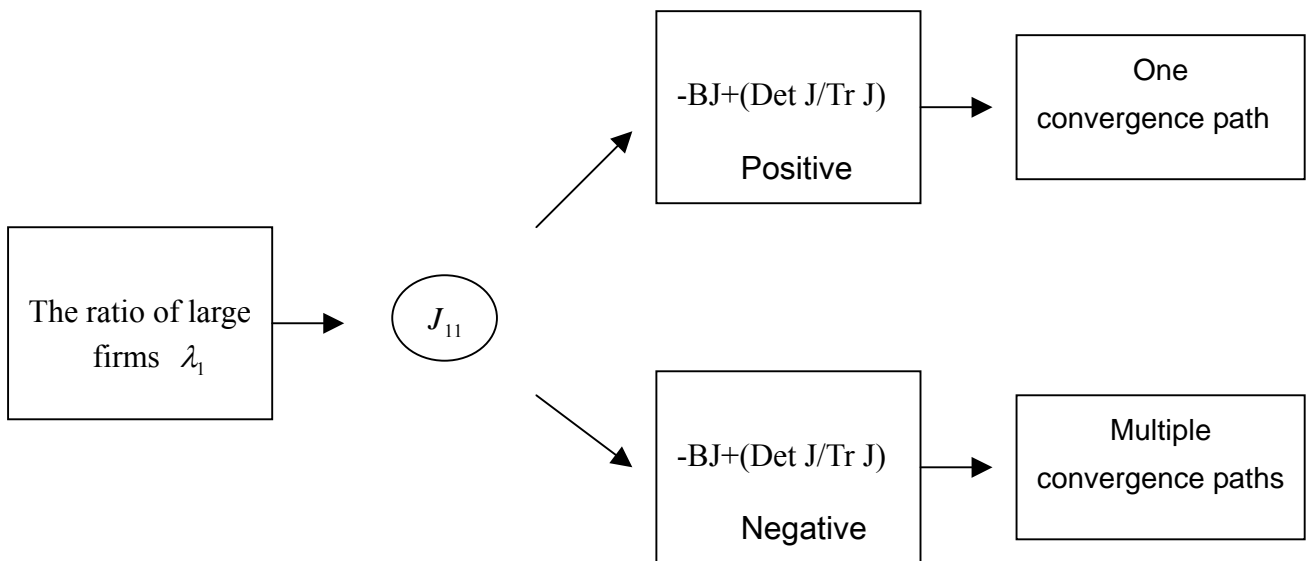 The ratio of large
firms λ₁
J₁₁
-BJ+(Det J/Tr J)
Positive
One
convergence path
-BJ+(Det J/Tr J)
Negative
Multiple
convergence paths